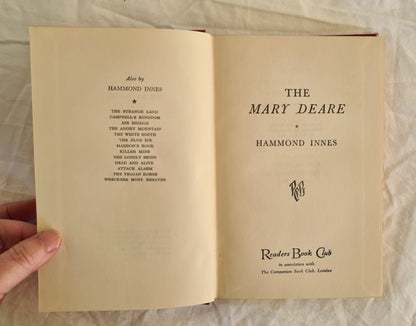 Also by
HAMMOND INNES
THE STRANGE LAND
CAMPBELL'S KINGDOM
AIR BRIDGE
THE ANGRY MOUNTAIN
THE WHITE SOUTH
THE BLUE ICE
MADDON'S ROCK
KILLER MINE
THE LONELY SKIER
DEAD AND ALIVE
ATTACK ALARM
THE TROJAN HORSE
WRECKERS MUST BREATHE
THE
MARY DEARE
HAMMOND INNES
RBC
Readers Book Club
in association with
The Companion Book Club, London